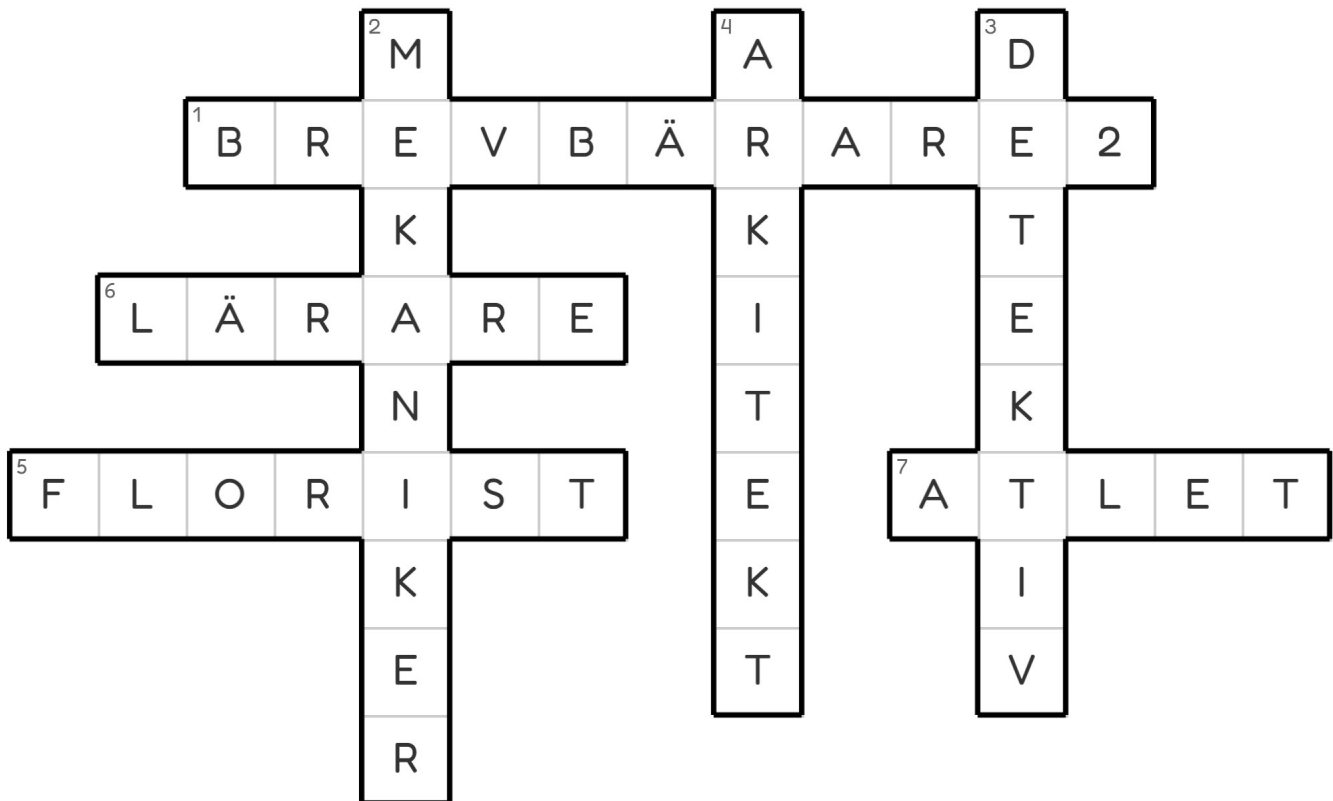 2 M 4 A 3 D
1 B R E V B Ä R A R E 2
K K T
6 L Ä R A R E I E
N T K
5 F L O R I S T E 7 A T L E T
K K I
E T V
R